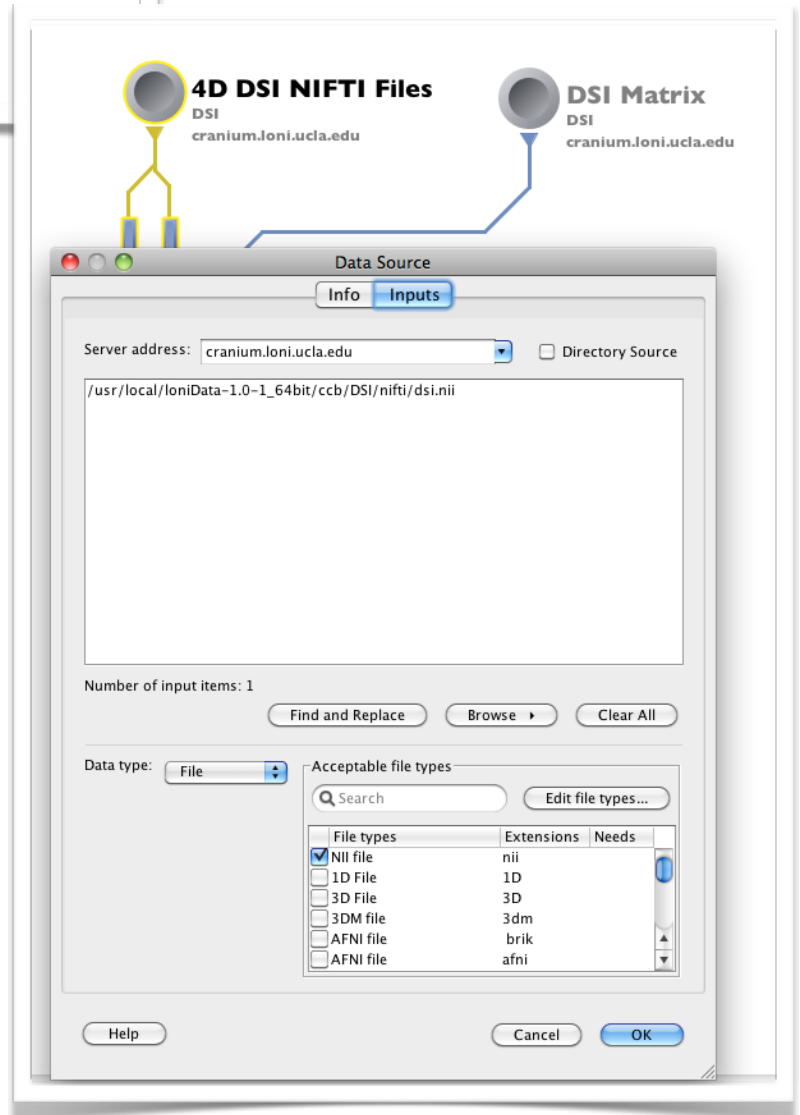 4D DSI NIFTI Files
DSI
cranium.loni.ucla.edu
DSI Matrix
DSI
cranium.loni.ucla.edu
Data Source
Info Inputs
Server address: cranium.loni.ucla.edu Directory Source
/usr/local/loniData-1.0-1_64bit/ccb/DSI/nifti/dsi.nii
Number of input items: 1
Find and Replace Browse Clear All
Data type: File
Acceptable file types
Search Edit file types...
File types Extensions Needs
NII file nii
1D File 1D
3D File 3D
3DM file 3dm
AFNI file brik
AFNI file afni
Help Cancel OK